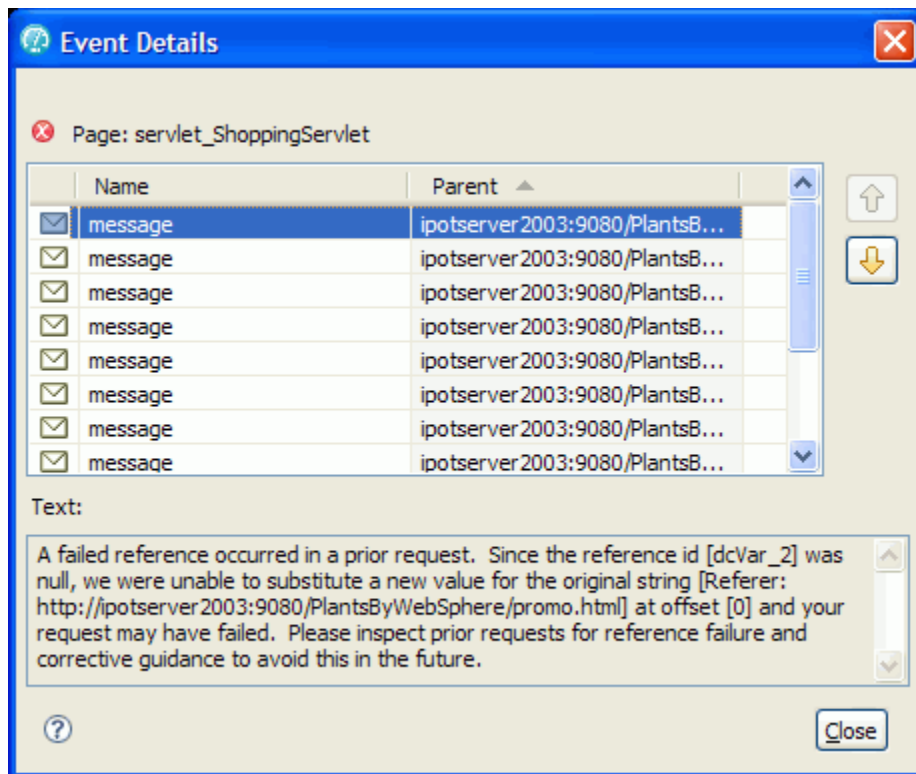 Event Details
Page: servlet_ShoppingServlet
Name Parent
message ipotserver2003:9080/PlantsB...
message ipotserver2003:9080/PlantsB...
message ipotserver2003:9080/PlantsB...
message ipotserver2003:9080/PlantsB...
message ipotserver2003:9080/PlantsB...
message ipotserver2003:9080/PlantsB...
message ipotserver2003:9080/PlantsB...
message ipotserver2003:9080/PlantsB...
Text:
A failed reference occurred in a prior request.  Since the reference id [dcVar_2] was
null, we were unable to substitute a new value for the original string [Referer:
http://ipotserver2003:9080/PlantsByWebSphere/promo.html] at offset [0] and your
request may have failed.  Please inspect prior requests for reference failure and
corrective guidance to avoid this in the future.
Close